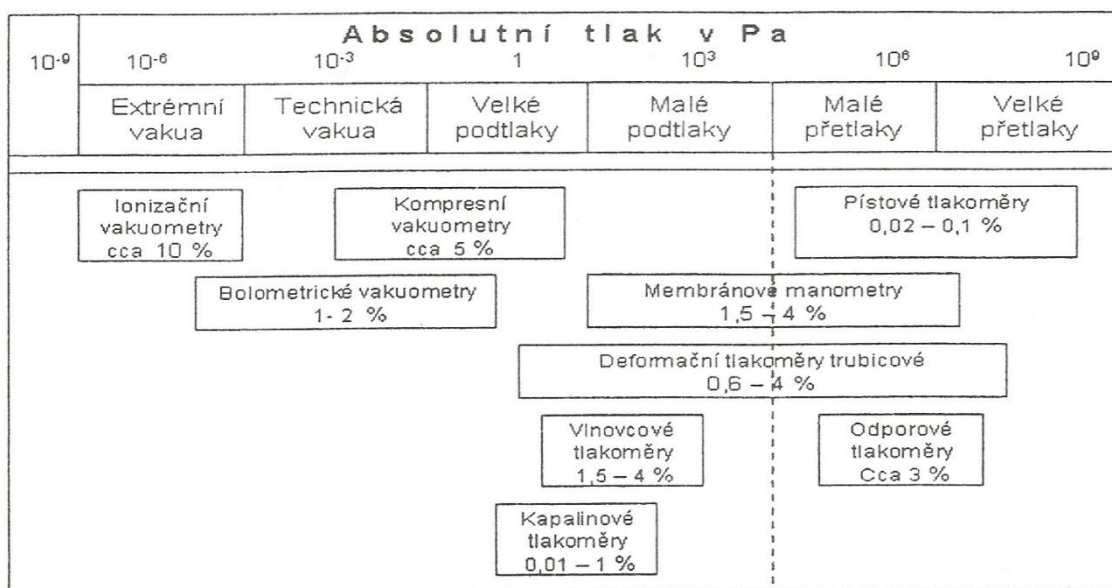 Absolutní tlak v Pa
10⁻⁹ 10⁻⁶ 10⁻³ 1 10³ 10⁶ 10⁹
Extrémní vakua
Technická vakua
Velké podtlaky
Malé podtlaky
Malé přetlaky
Velké přetlaky
Ionizační
vakuometry
cca 10 %
Kompresní
vakuometry
cca 5 %
Pístové tlakoměry
0,02 – 0,1 %
Bolometrické vakuometry
1- 2 %
Membránové manometry
1,5 – 4 %
Deformační tlakoměry trubicové
0,6 – 4 %
Vlnovcové
tlakoměry
1,5 – 4 %
Odporové
tlakoměry
Cca 3 %
Kapalinové
tlakoměry
0,01 – 1 %